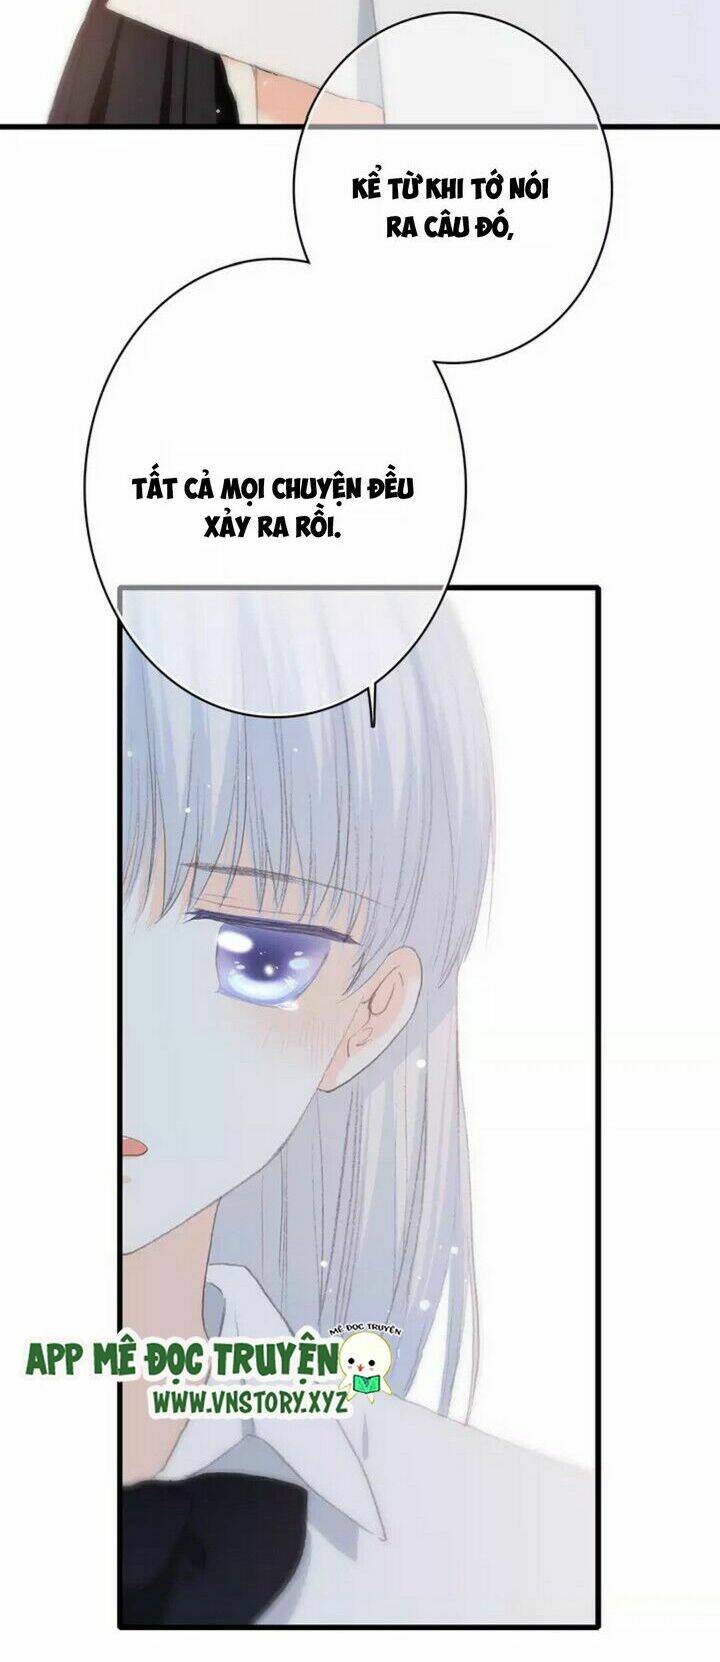 KỂ TỪ KHI TỚ NÓI
RA CÂU ĐÓ,
TẤT CẢ MỌI CHUYỆN ĐỀU
XẢY RA RỒI.
MÊ ĐỌC TRUYỆN
APP MÊ ĐỌC TRUYỆN
WWW.VNSTORY.XYZ